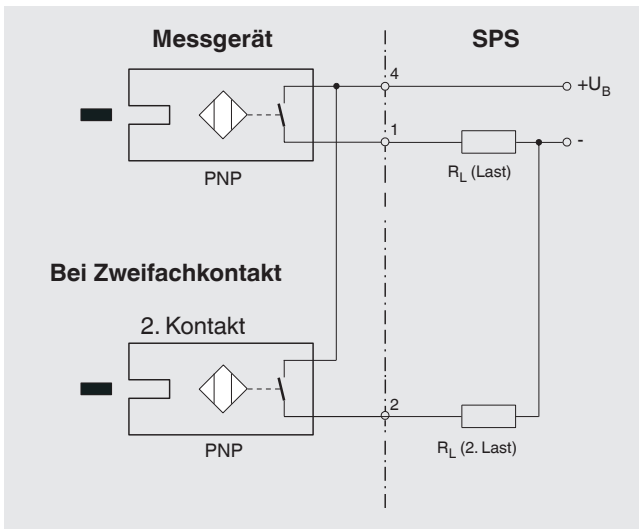 Messgerät
SPS
4
+U_B
1
-
R_L (Last)
PNP
Bei Zweifachkontakt
2. Kontakt
2
R_L (2. Last)
PNP